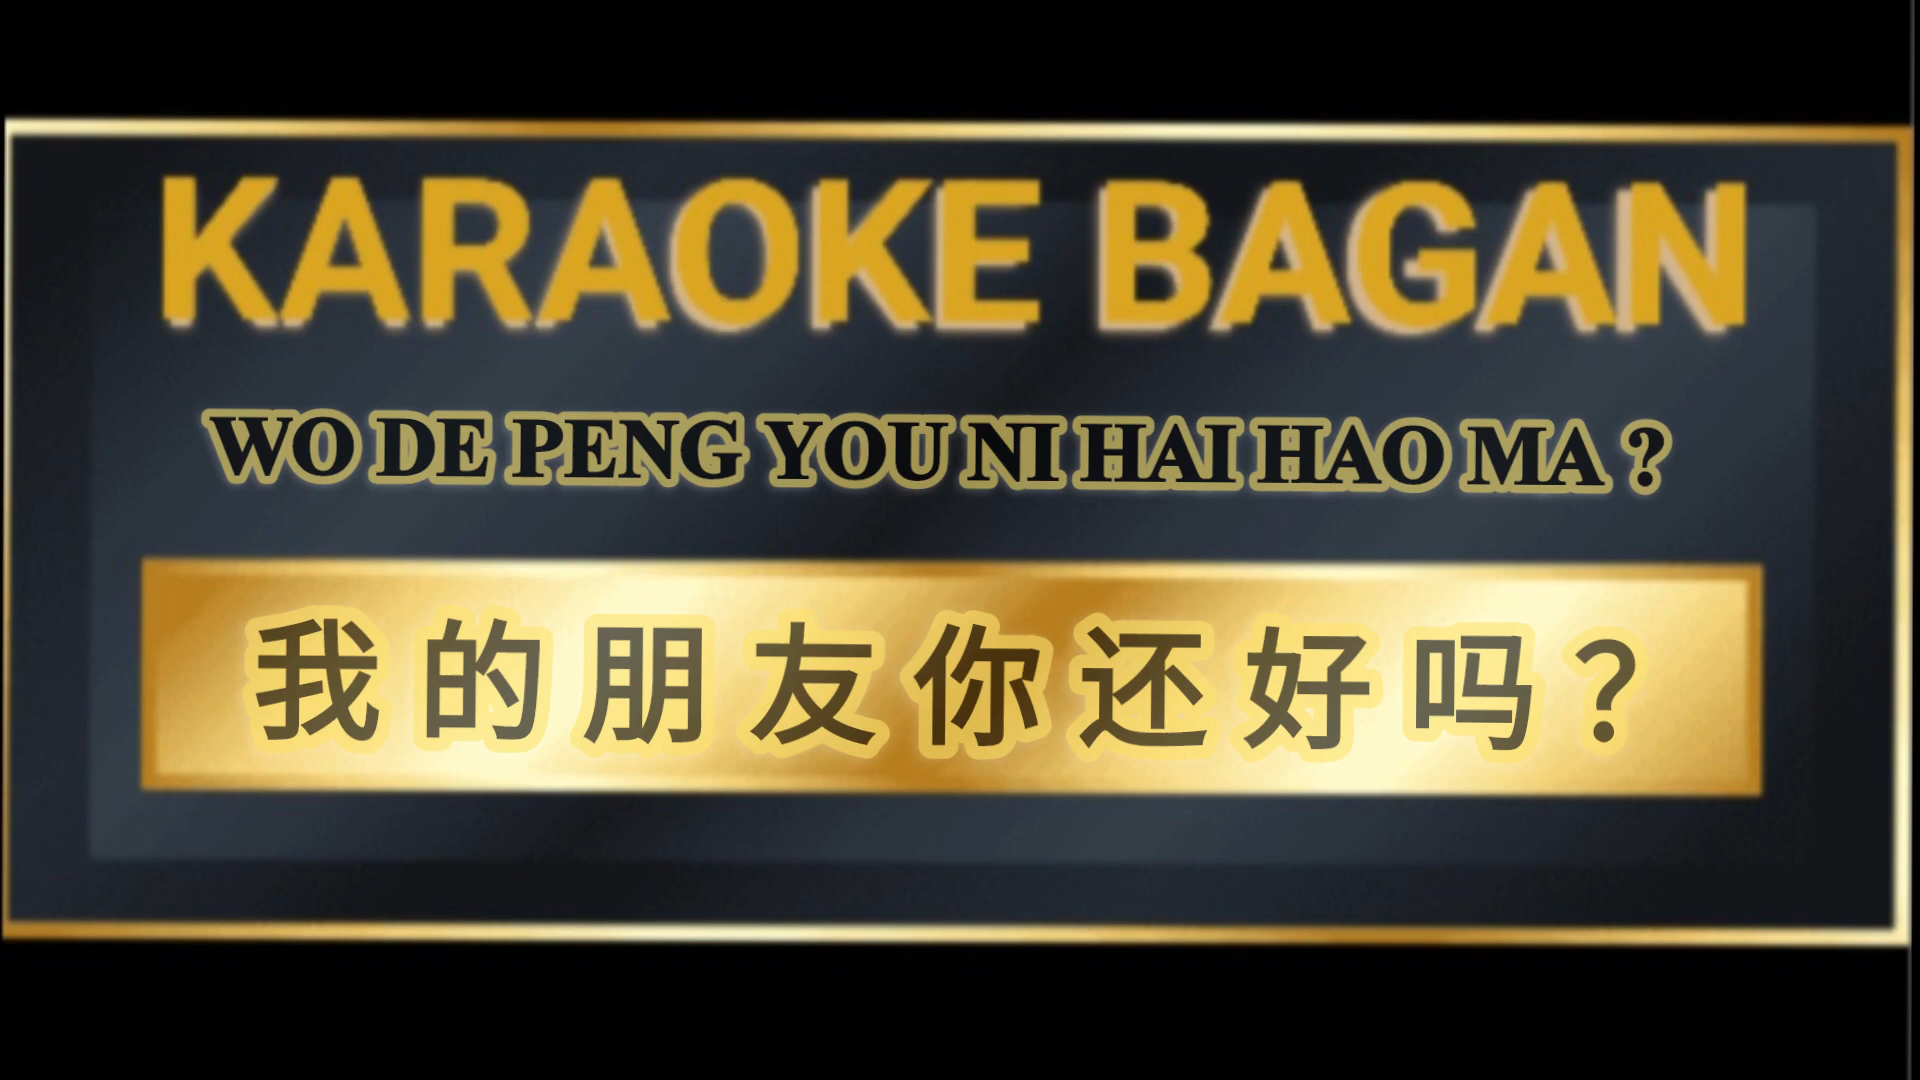 KARAOKE BAGAN
WO DE PENG YOU NI HAI HAO MA ?
我的朋友你还好吗？